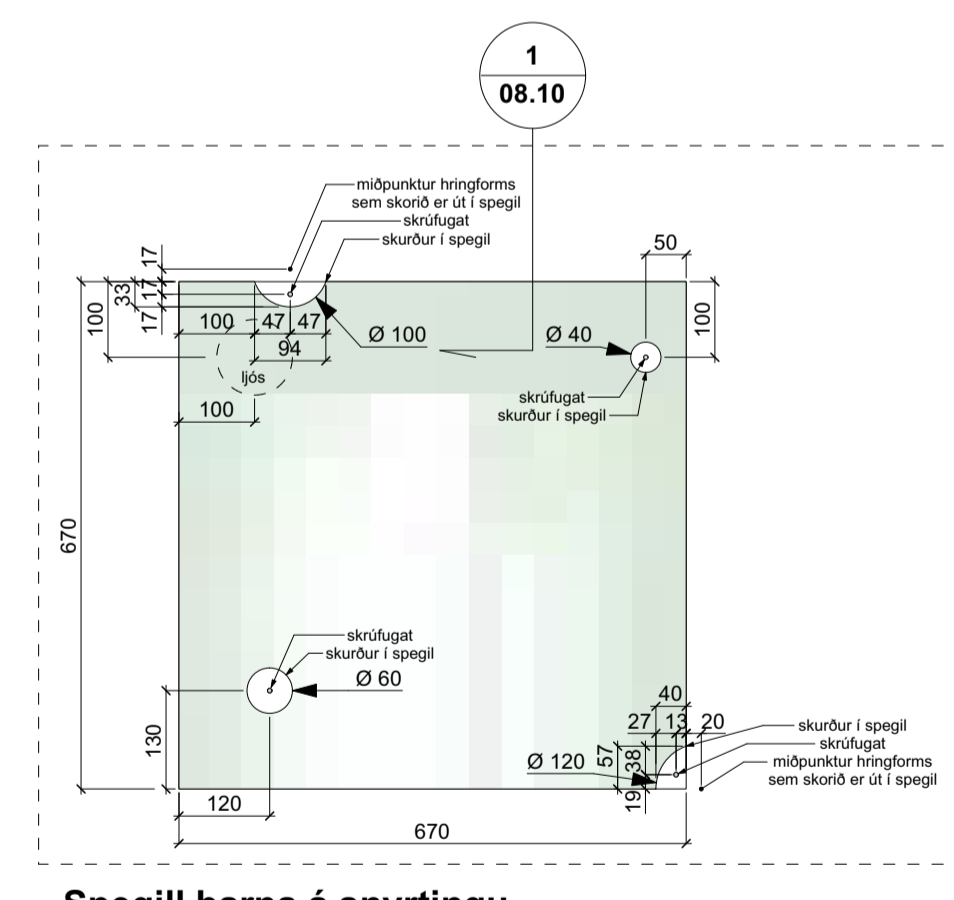 1
08.10
miðpunktur hringforms
sem skorið er út í spegil
skrúfugat
skurður í spegil
17
17
33
17
100
100
47
47
94
Ø 100
ljós
100
50
100
Ø 40
skrúfugat
skurður í spegil
670
skrúfugat
skurður í spegil
Ø 60
130
120
670
40
27
13
20
57
38
19
Ø 120
skurður í spegil
skrúfugat
miðpunktur hringforms
sem skorið er út í spegil